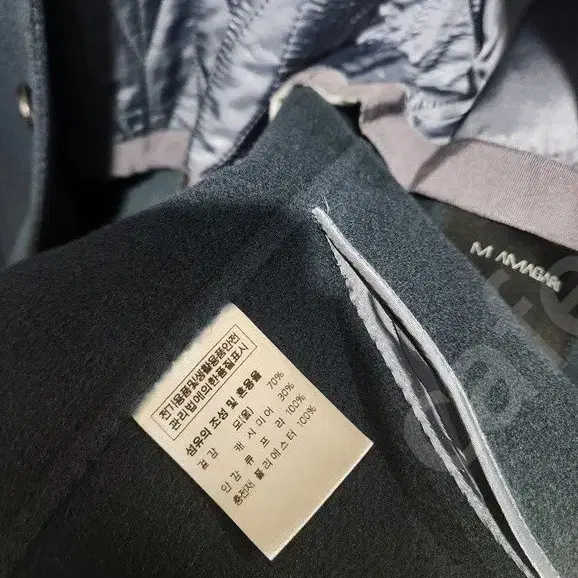 M AMABARI
전기용품및생활용품안전
관리법에의한품질표시
섬유의 조성 및 혼용율
겉감 모(울) 70%
캐시미어 30%
안감 큐프라 100%
충전재 폴리에스터 100%